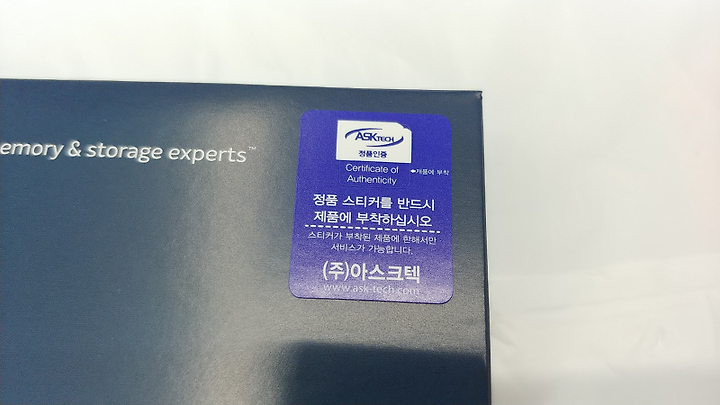 emory & storage experts™
ASKTECH
정품인증
Certificate of
Authenticity
◄제품에 부착
정품 스티커를 반드시
제품에 부착하십시오
스티커가 부착된 제품에 한해서만
서비스가 가능합니다.
(주)아스크텍
www.ask-tech.com